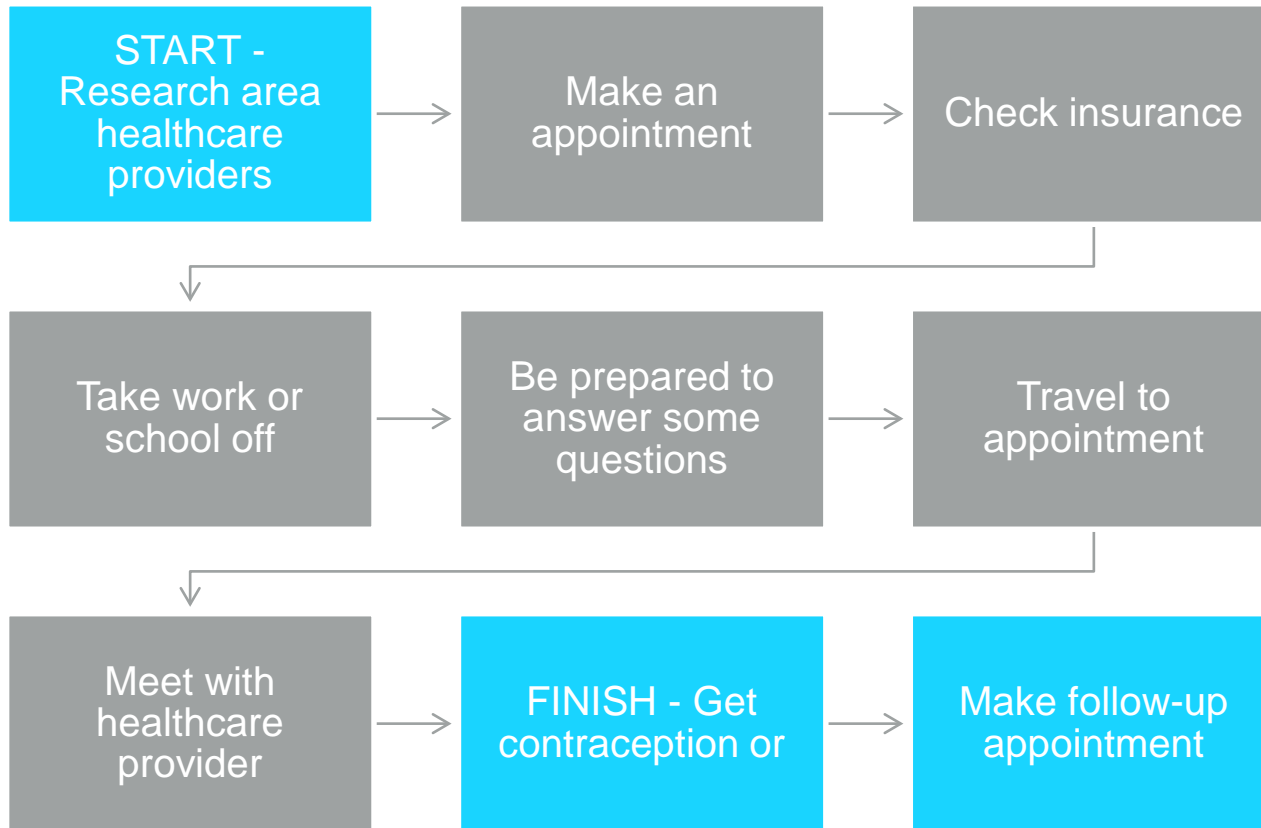 START -
Research area
healthcare
providers
Make an
appointment
Check insurance
Take work or
school off
Be prepared to
answer some
questions
Travel to
appointment
Meet with
healthcare
provider
FINISH - Get
contraception or
Make follow-up
appointment